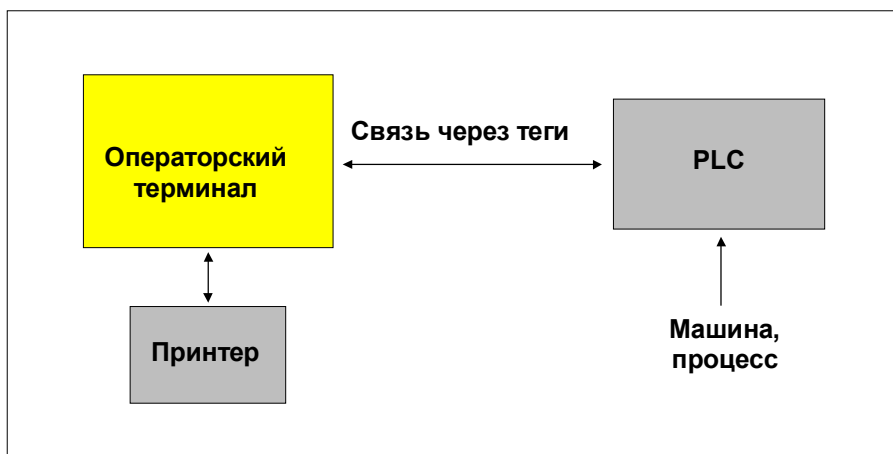 Связь через теги
Операторский
терминал
PLC
Принтер
Машина,
процесс